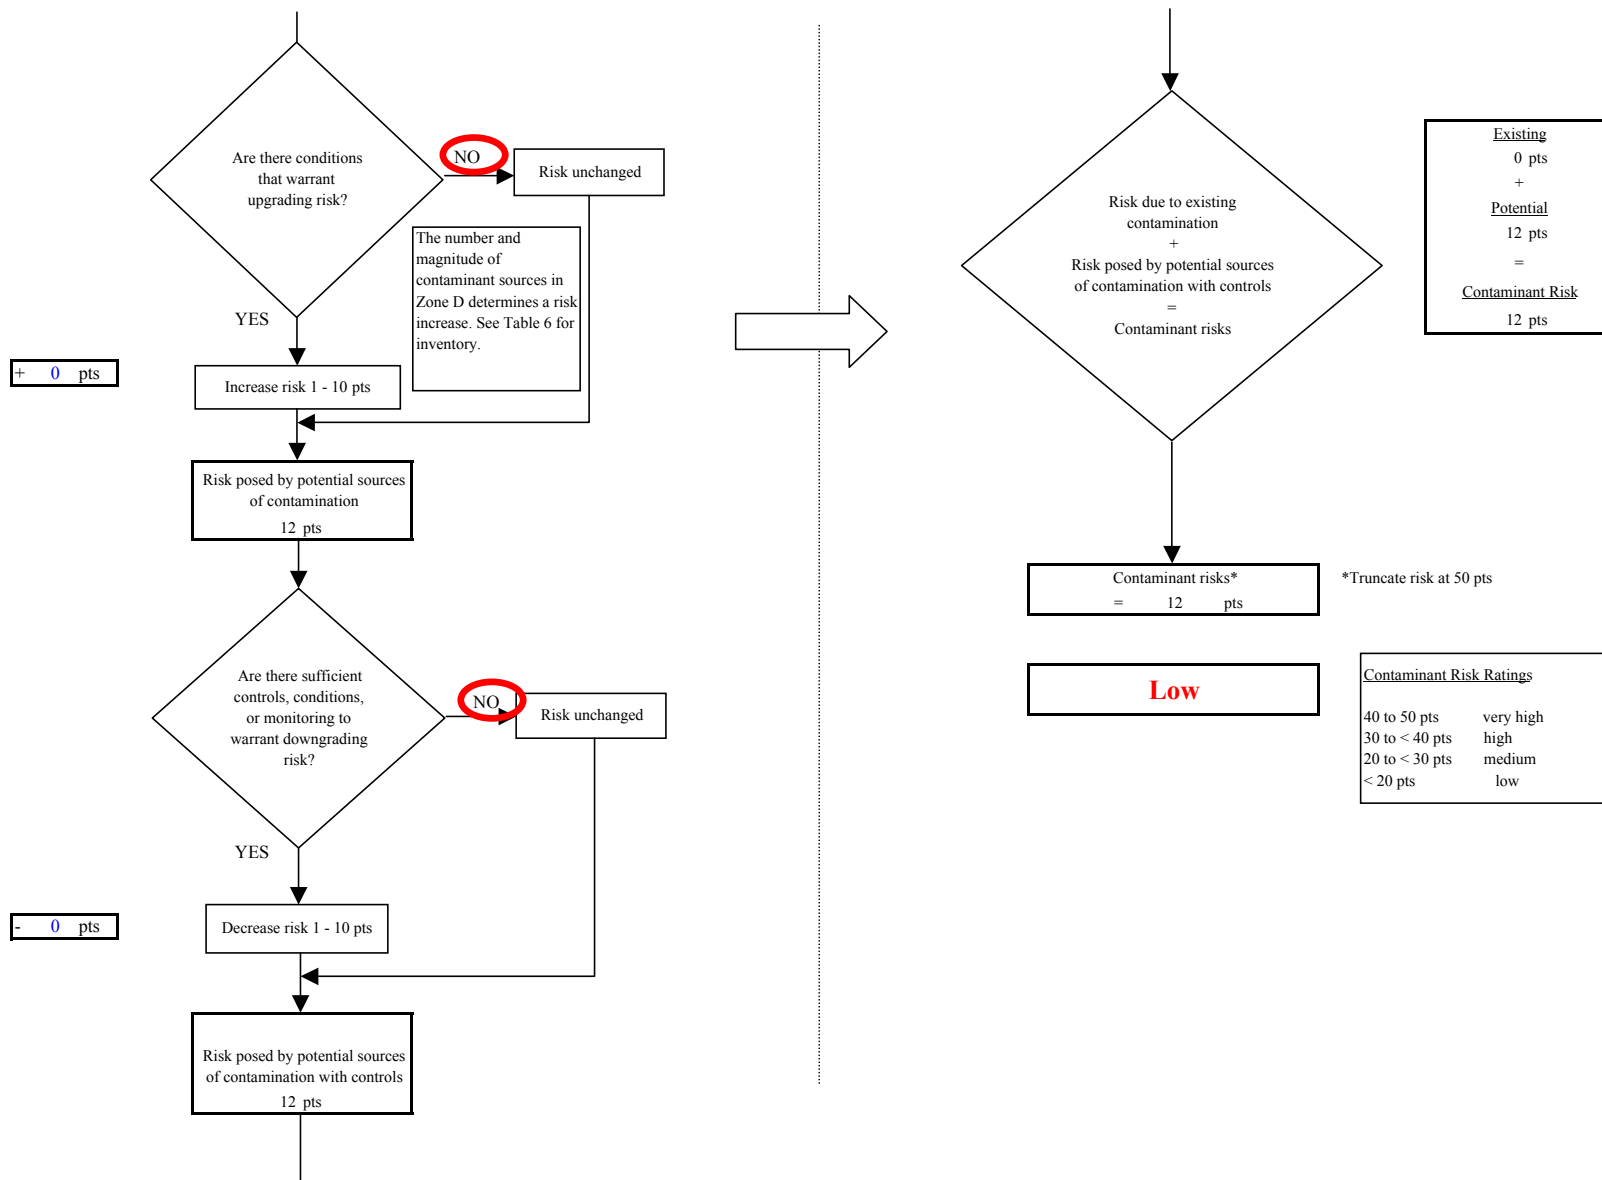 Are there conditions
that warrant
upgrading risk?
NO
Risk unchanged
The number and
magnitude of
contaminant sources in
Zone D determines a risk
increase. See Table 6 for
inventory.
YES
+ 0 pts
Increase risk 1 - 10 pts
Risk posed by potential sources
of contamination
12 pts
Are there sufficient
controls, conditions,
or monitoring to
warrant downgrading
risk?
NO
Risk unchanged
YES
- 0 pts
Decrease risk 1 - 10 pts
Risk posed by potential sources
of contamination with controls
12 pts
Risk due to existing
contamination
+
Risk posed by potential sources
of contamination with controls
=
Contaminant risks
Existing
0 pts
+
Potential
12 pts
=
Contaminant Risk
12 pts
Contaminant risks*
= 12 pts
*Truncate risk at 50 pts
Low
Contaminant Risk Ratings
40 to 50 pts very high
30 to < 40 pts high
20 to < 30 pts medium
< 20 pts low